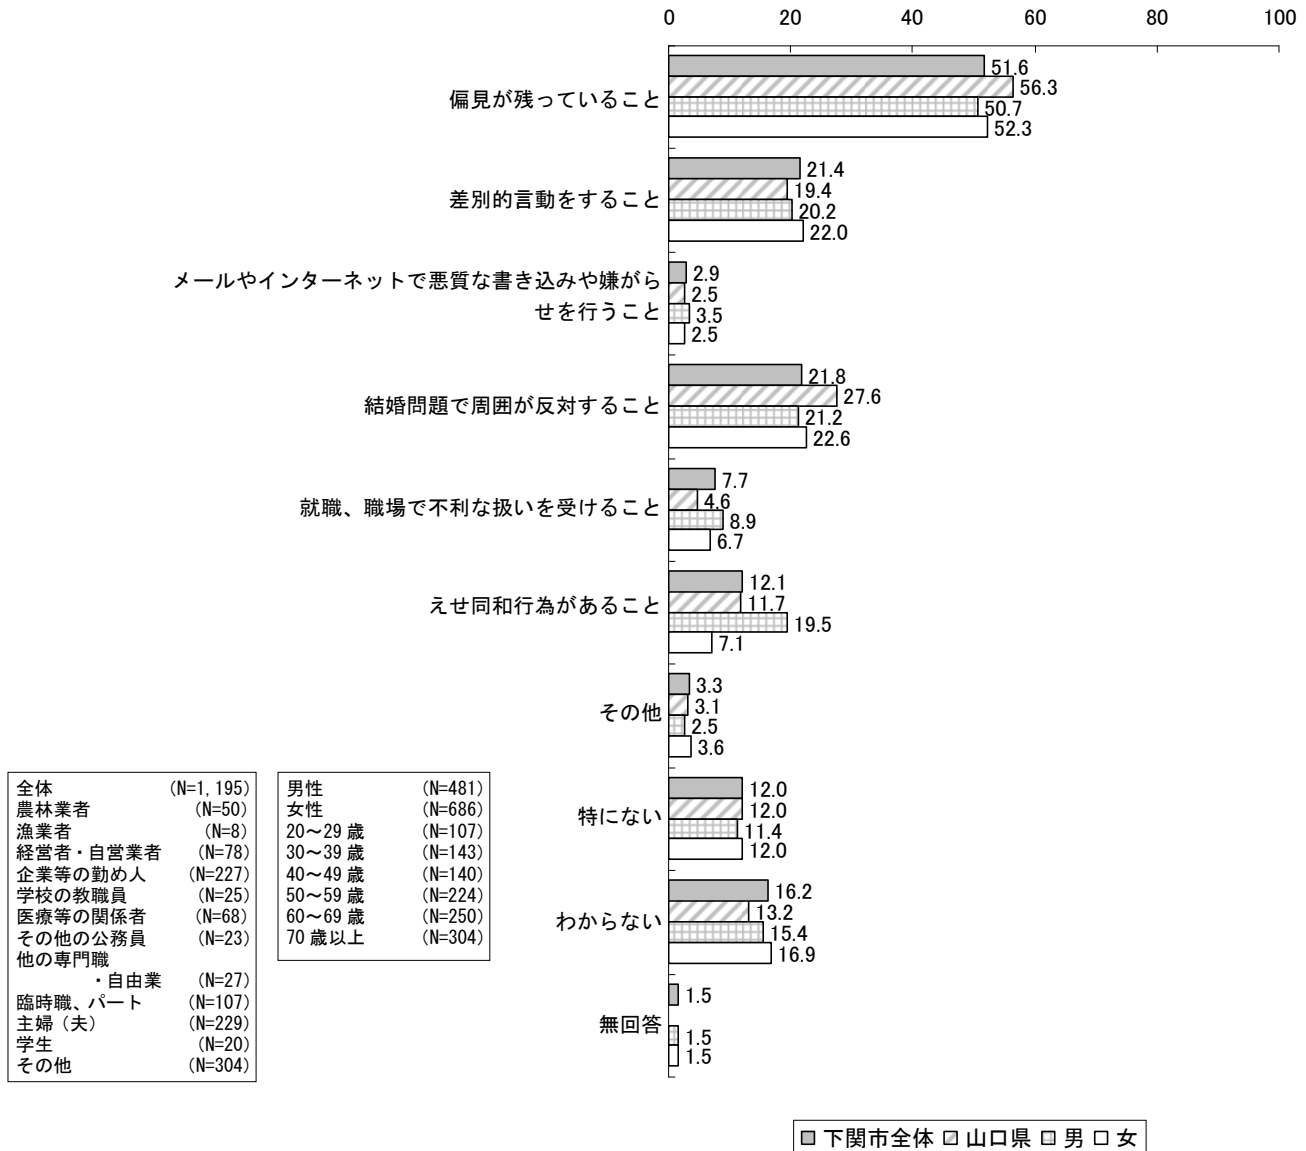 0 20 40 60 80 100
偏見が残っていること
51.6
56.3
50.7
52.3
差別的言動をすること
21.4
19.4
20.2
22.0
メールやインターネットで悪質な書き込みや嫌がら
せを行うこと
2.9
2.5
3.5
2.5
結婚問題で周囲が反対すること
21.8
27.6
21.2
22.6
就職、職場で不利な扱いを受けること
7.7
4.6
8.9
6.7
えせ同和行為があること
12.1
11.7
19.5
7.1
その他
3.3
3.1
2.5
3.6
特にない
12.0
12.0
11.4
12.0
わからない
16.2
13.2
15.4
16.9
無回答
1.5
1.5
1.5
全体 (N=1,195)
農林業者 (N=50)
漁業者 (N=8)
経営者・自営業者 (N=78)
企業等の勤め人 (N=227)
学校の教職員 (N=25)
医療等の関係者 (N=68)
その他の公務員 (N=23)
他の専門職
・自由業 (N=27)
臨時職、パート (N=107)
主婦（夫） (N=229)
学生 (N=20)
その他 (N=304)
男性 (N=481)
女性 (N=686)
20～29 歳 (N=107)
30～39 歳 (N=143)
40～49 歳 (N=140)
50～59 歳 (N=224)
60～69 歳 (N=250)
70 歳以上 (N=304)
下関市全体 山口県 男 女